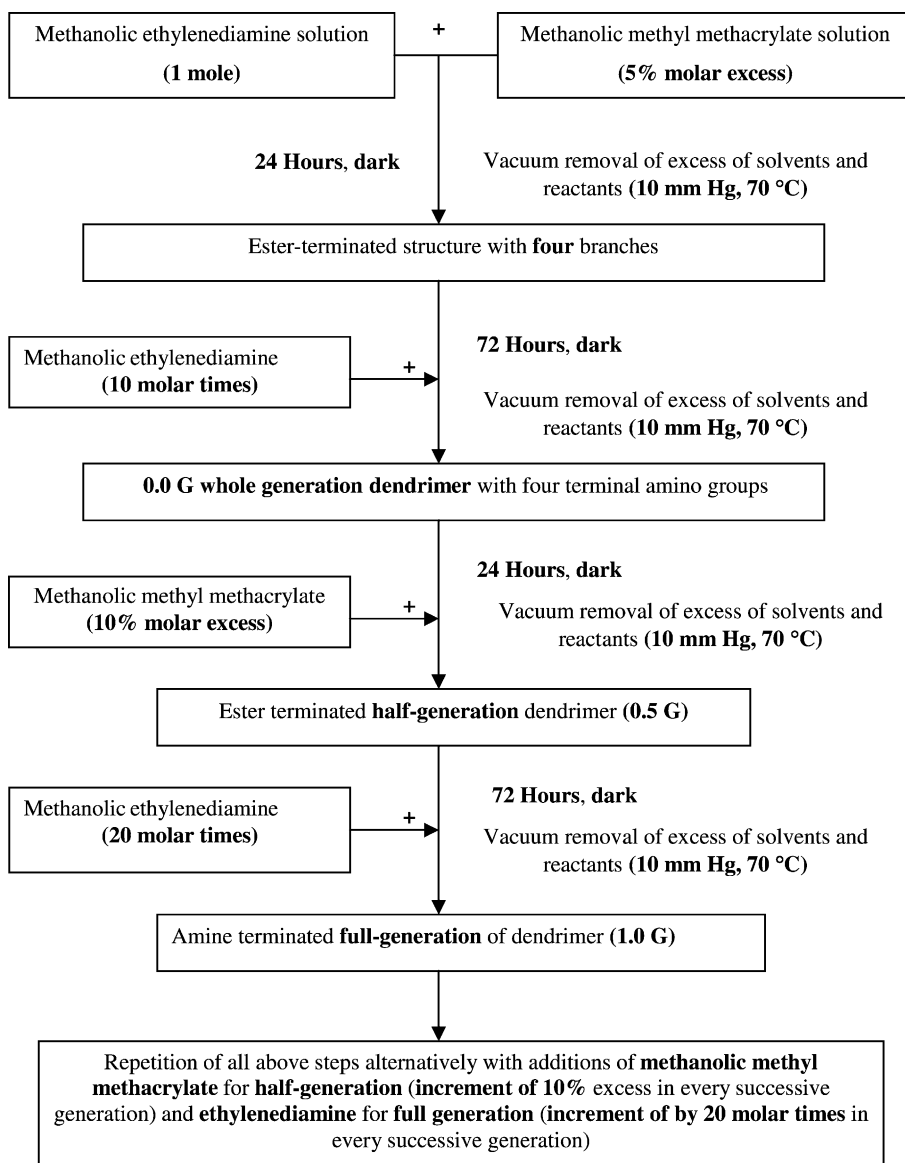 Methanolic ethylenediamine solution
(1 mole)
+
Methanolic methyl methacrylate solution
(5% molar excess)
24 Hours, dark
Vacuum removal of excess of solvents and
reactants (10 mm Hg, 70 °C)
Ester-terminated structure with four branches
Methanolic ethylenediamine
(10 molar times)
+
72 Hours, dark
Vacuum removal of excess of solvents and
reactants (10 mm Hg, 70 °C)
0.0 G whole generation dendrimer with four terminal amino groups
Methanolic methyl methacrylate
(10% molar excess)
+
24 Hours, dark
Vacuum removal of excess of solvents and
reactants (10 mm Hg, 70 °C)
Ester terminated half-generation dendrimer (0.5 G)
Methanolic ethylenediamine
(20 molar times)
+
72 Hours, dark
Vacuum removal of excess of solvents and
reactants (10 mm Hg, 70 °C)
Amine terminated full-generation of dendrimer (1.0 G)
Repetition of all above steps alternatively with additions of methanolic methyl
methacrylate for half-generation (increment of 10% excess in every successive
generation) and ethylenediamine for full generation (increment of by 20 molar times in
every successive generation)